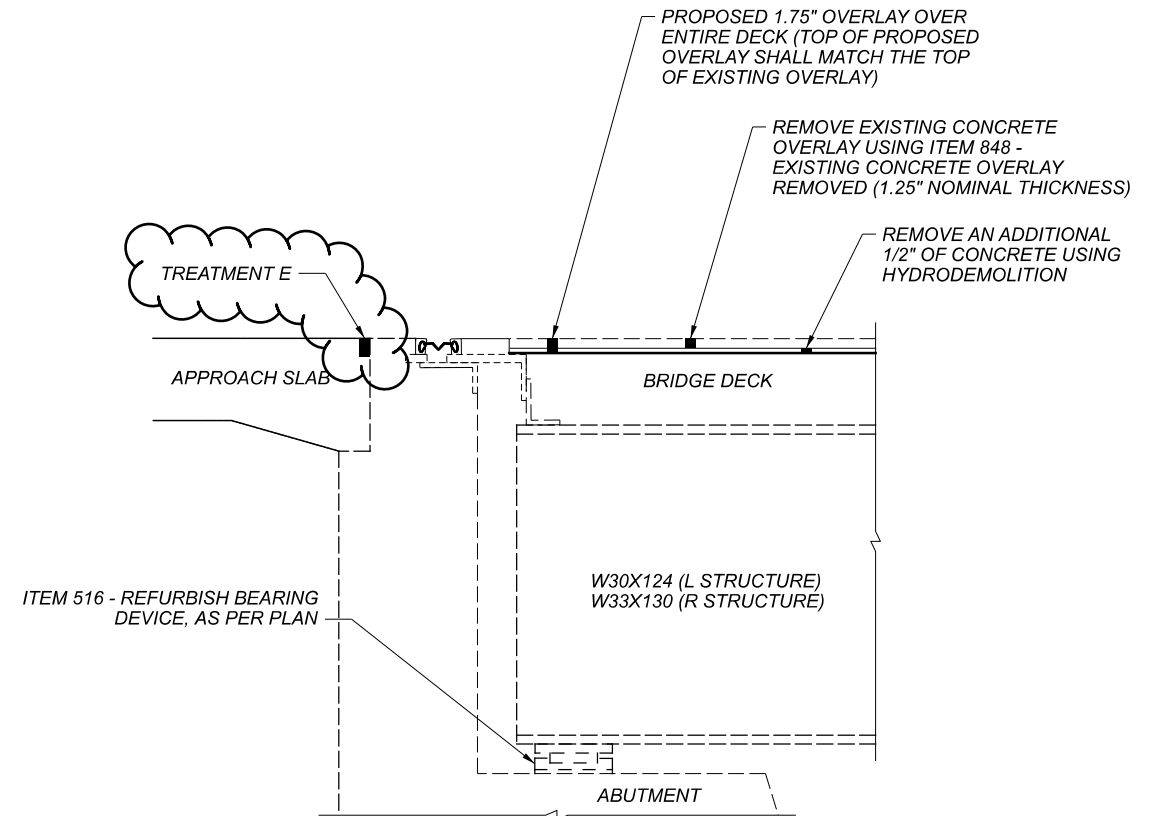 PROPOSED 1.75" OVERLAY OVER
ENTIRE DECK (TOP OF PROPOSED
OVERLAY SHALL MATCH THE TOP
OF EXISTING OVERLAY)
REMOVE EXISTING CONCRETE
OVERLAY USING ITEM 848 -
EXISTING CONCRETE OVERLAY
REMOVED (1.25" NOMINAL THICKNESS)
REMOVE AN ADDITIONAL
1/2" OF CONCRETE USING
HYDRODEMOLITION
TREATMENT E
APPROACH SLAB
BRIDGE DECK
W30X124 (L STRUCTURE)
W33X130 (R STRUCTURE)
ITEM 516 - REFURBISH BEARING
DEVICE, AS PER PLAN
ABUTMENT